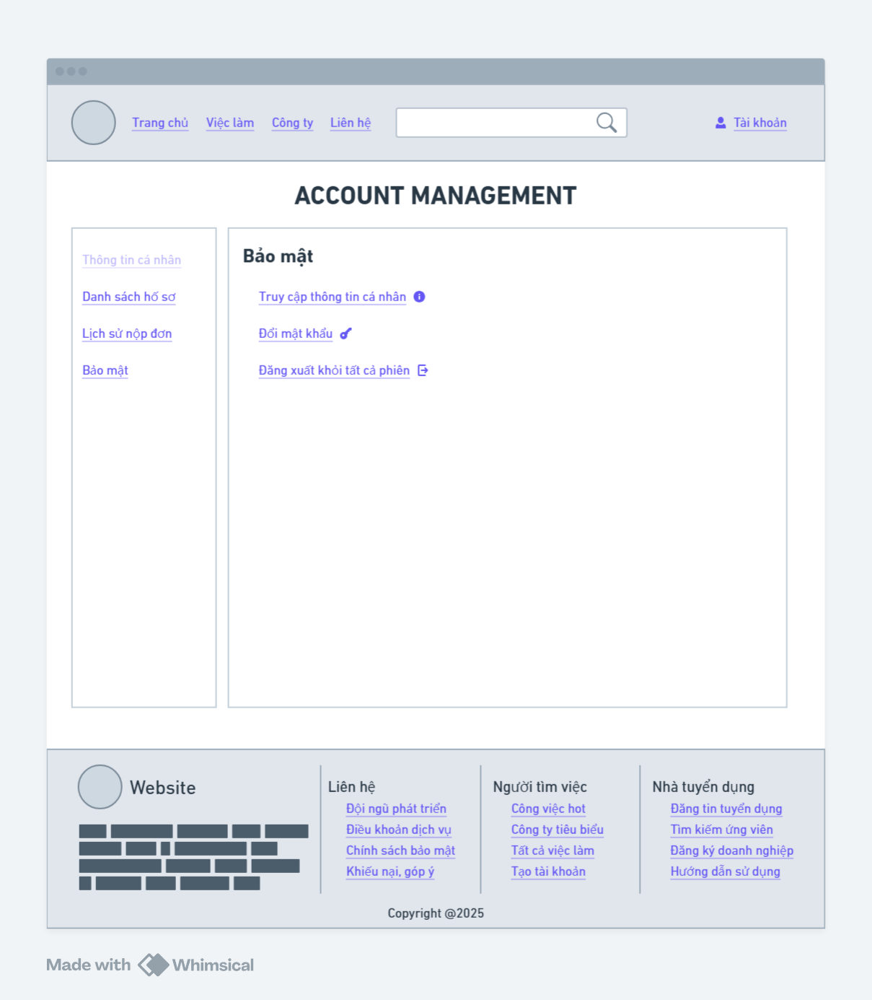 Trang chủ Việc làm Công ty Liên hệ Tài khoản
ACCOUNT MANAGEMENT
Thông tin cá nhân
Danh sách hố sơ
Lịch sử nộp đơn
Bảo mật
Bảo mật
Truy cập thông tin cá nhân
Đổi mật khẩu
Đăng xuất khỏi tất cả phiên
Website
Liên hệ
Đội ngũ phát triển
Điều khoản dịch vụ
Chính sách bảo mật
Khiếu nại, góp ý
Người tìm việc
Công việc hot
Công ty tiêu biểu
Tất cả việc làm
Tạo tài khoản
Nhà tuyển dụng
Đăng tin tuyển dụng
Tìm kiếm ứng viên
Đăng ký doanh nghiệp
Hướng dẫn sử dụng
Copyright @2025
Made with Whimsical